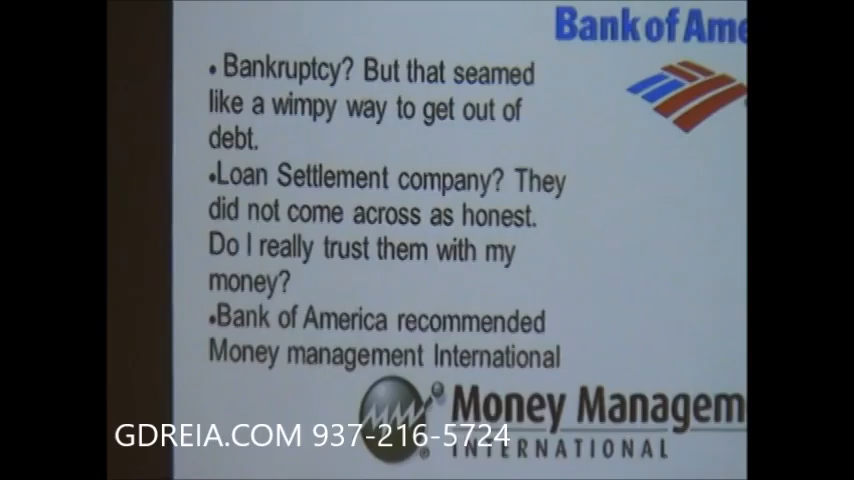 Bank of Ame
• Bankruptcy? But that seamed
like a wimpy way to get out of
debt.
•Loan Settlement company? They
did not come across as honest.
Do I really trust them with my
money?
•Bank of America recommended
Money management International
Money Managem
INTERNATIONAL
GDREIA.COM 937-216-5724